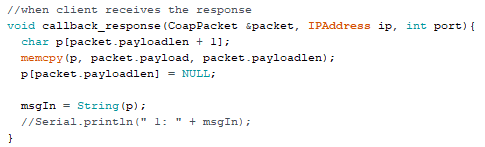 //when client receives the response
void callback_response(CoapPacket &packet, IPAddress ip, int port){
  char p[packet.payloadlen + 1];
  memcpy(p, packet.payload, packet.payloadlen);
  p[packet.payloadlen] = NULL;

  msgIn = String(p);
  //Serial.println(" 1: " + msgIn);
}